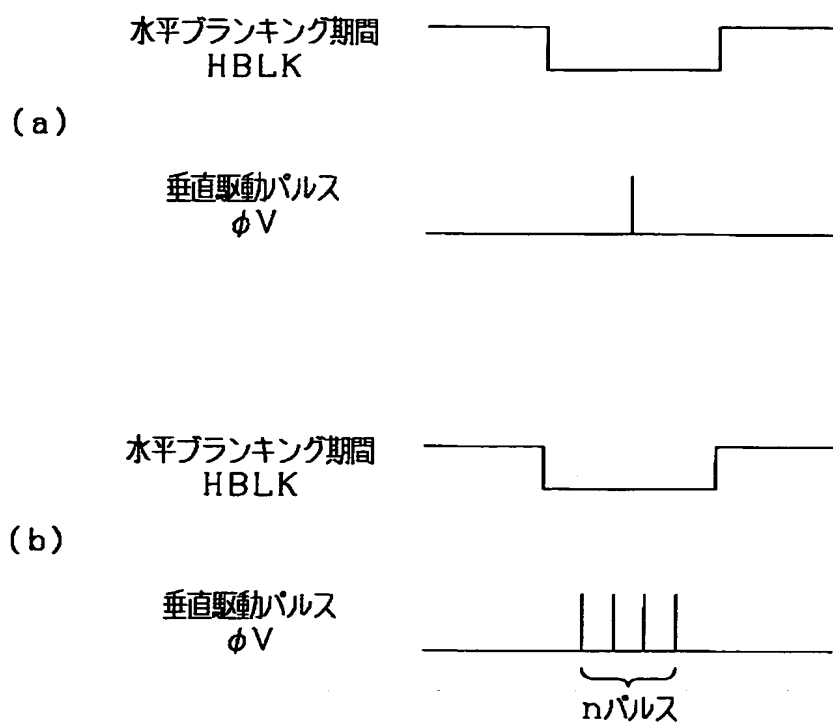 水平ブランキング期間
HBLK
(a)
垂直駆動パルス
φV
水平ブランキング期間
HBLK
(b)
垂直駆動パルス
φV
nパルス